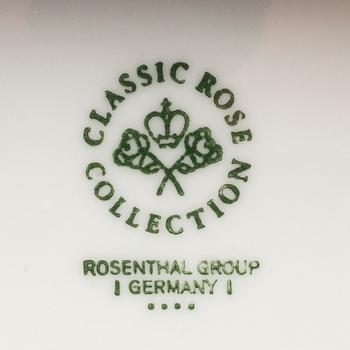 CLASSIC ROSE
COLLECTION
ROSENTHAL GROUP
| GERMANY |